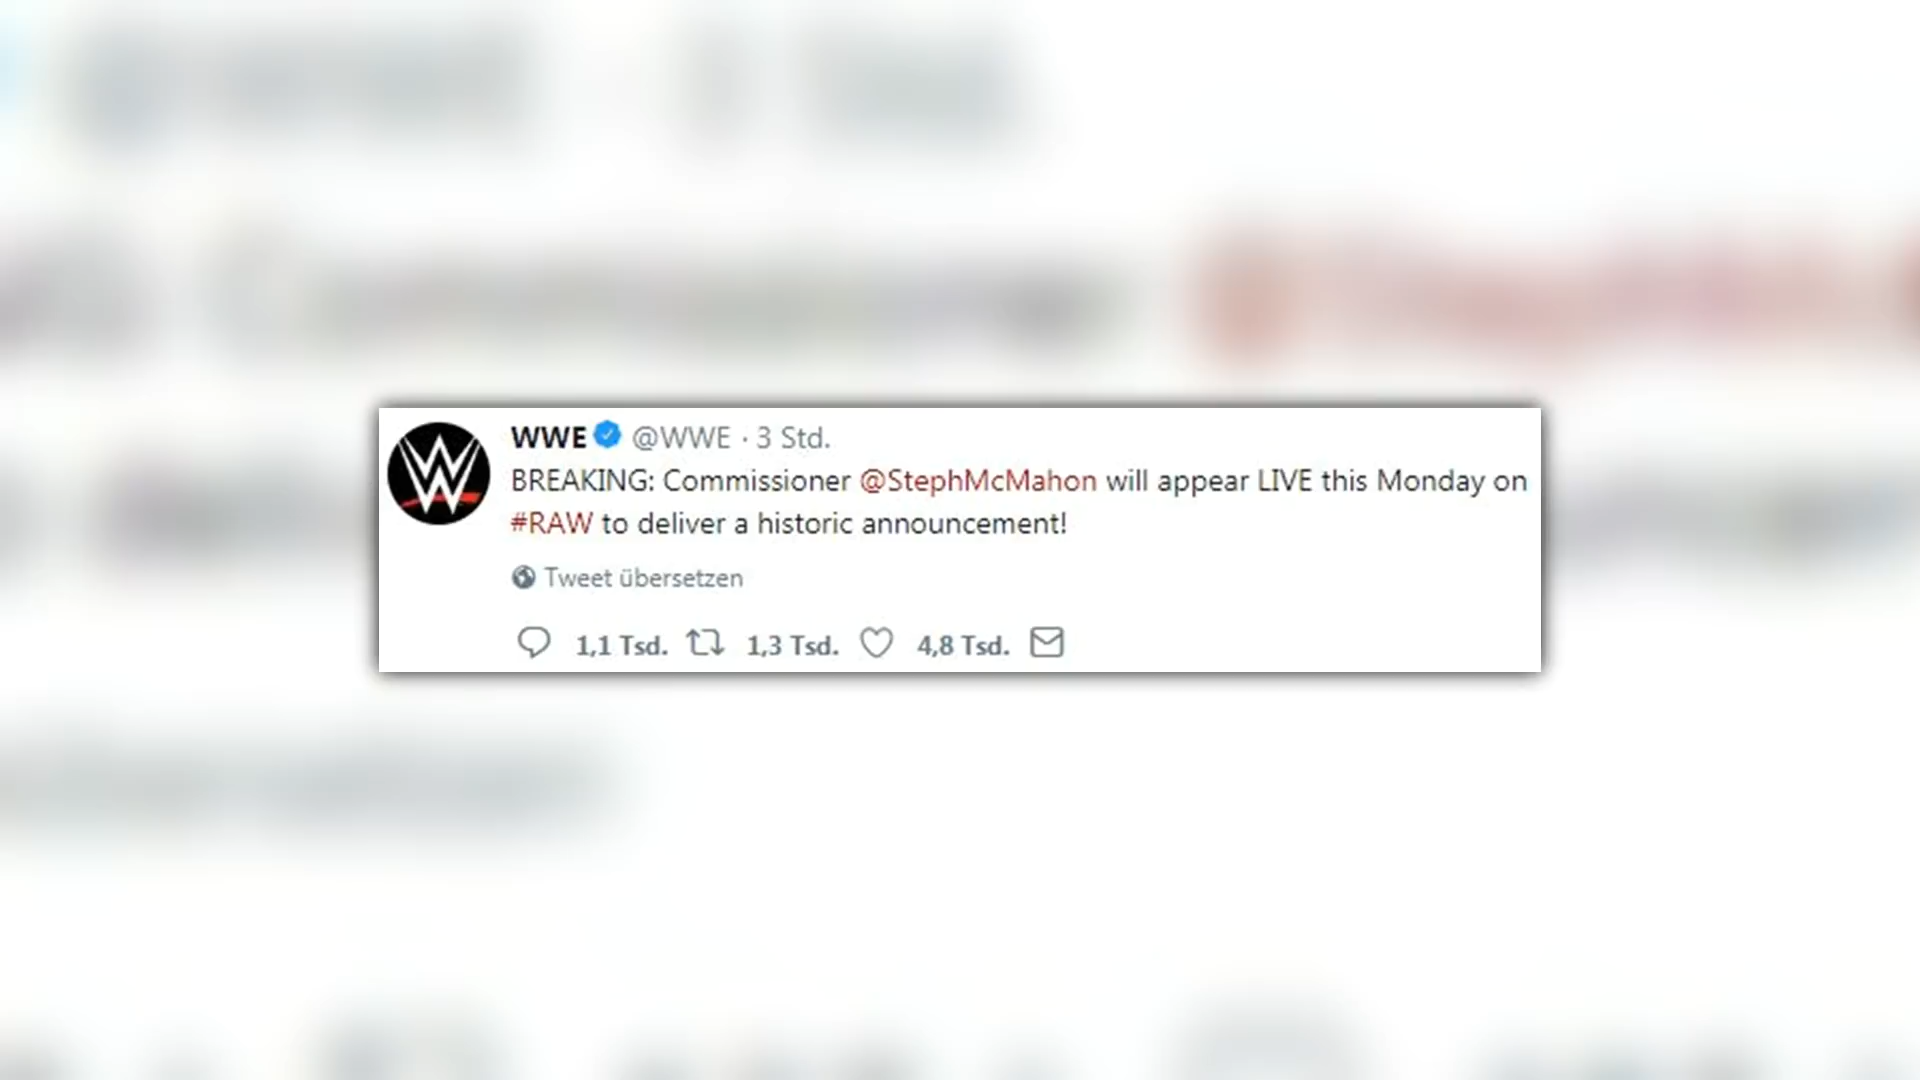 WWE @WWE · 3 Std.
BREAKING: Commissioner @StephMcMahon will appear LIVE this Monday on
#RAW to deliver a historic announcement!
Tweet übersetzen
1,1 Tsd. 1,3 Tsd. 4,8 Tsd.